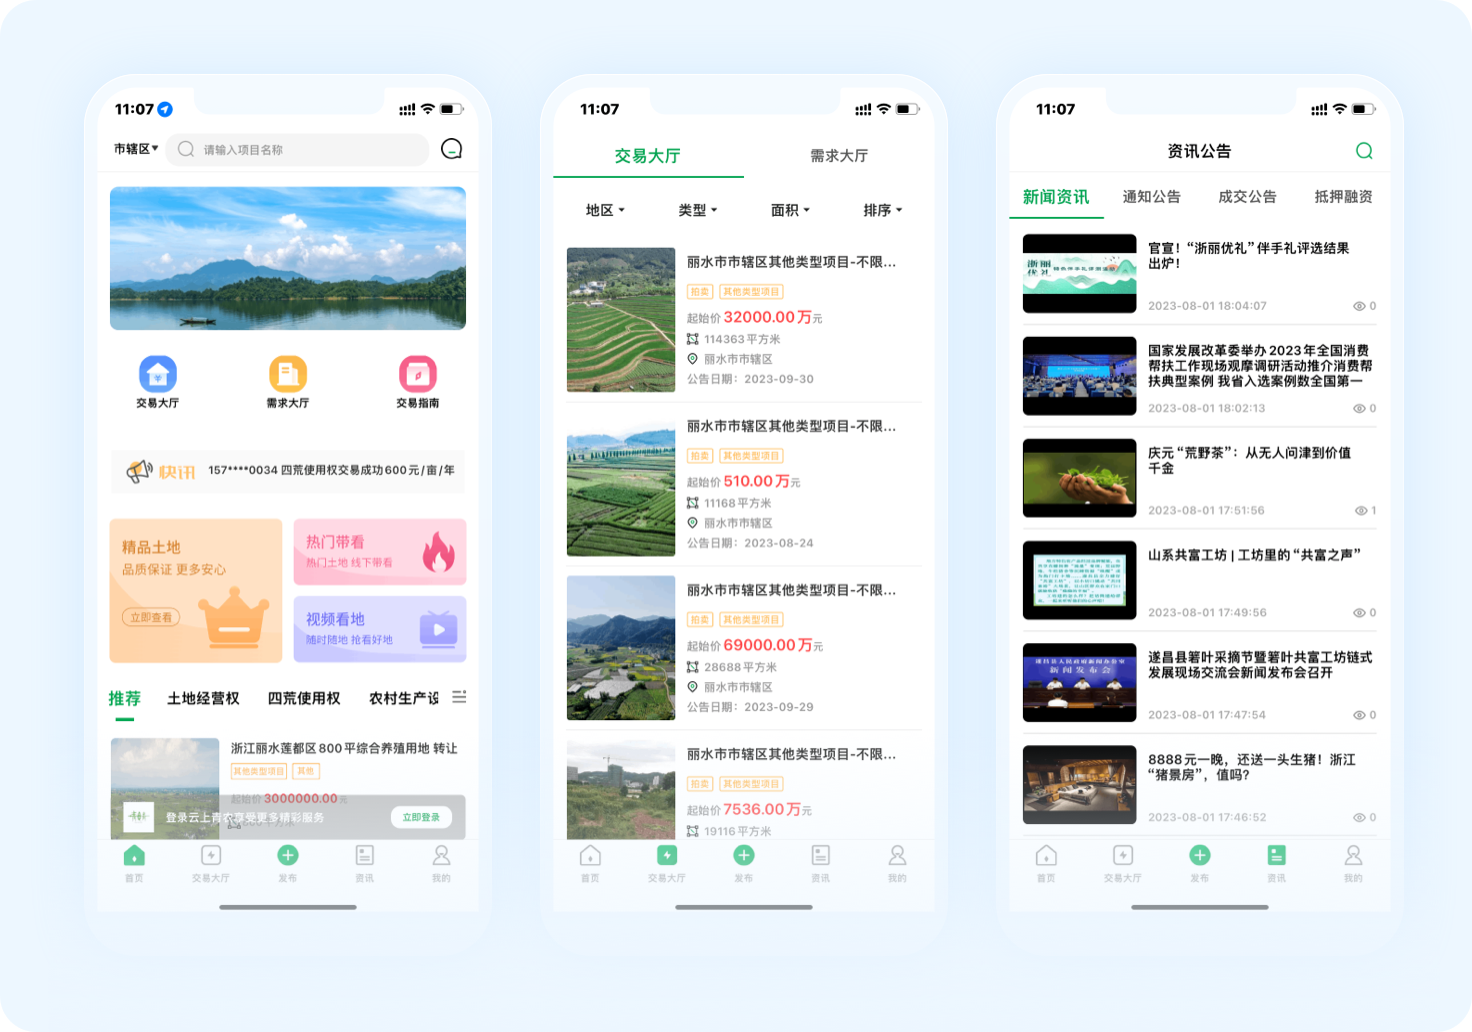 11:07
市辖区
请输入项目名称
交易大厅
需求大厅
交易指南
快讯
157****0034 四荒使用权交易成功600元/亩/年
精品土地
品质保证 更多安心
立即查看
热门带看
热门土地 线下带看
视频看地
随时随地 抢看好地
推荐
土地经营权
四荒使用权
农村生产设
浙江丽水莲都区800平综合养殖用地 转让
其他类型项目
其他
起始价 3000000.00元
登录云上青农享受更多精彩服务
立即登录
首页
交易大厅
发布
资讯
我的
11:07
交易大厅
需求大厅
地区
类型
面积
排序
丽水市市辖区其他类型项目-不限...
拍卖
其他类型项目
起始价 32000.00 万元
114363平方米
丽水市市辖区
公告日期：2023-09-30
丽水市市辖区其他类型项目-不限...
拍卖
其他类型项目
起始价 510.00 万元
11168平方米
丽水市市辖区
公告日期：2023-08-24
丽水市市辖区其他类型项目-不限...
拍卖
其他类型项目
起始价 69000.00 万元
28688平方米
丽水市市辖区
公告日期：2023-09-29
丽水市市辖区其他类型项目-不限...
拍卖
其他类型项目
起始价 7536.00 万元
19116平方米
首页
交易大厅
发布
资讯
我的
11:07
资讯公告
新闻资讯
通知公告
成交公告
抵押融资
浙丽
优礼
官宣！“浙丽优礼”伴手礼评选结果
出炉！
2023-08-01 18:04:07
0
国家发展改革委举办2023年全国消费
帮扶工作现场观摩调研活动推介消费帮
扶典型案例 我省入选案例数全国第一
2023-08-01 18:02:13
0
庆元“荒野茶”：从无人问津到价值
千金
2023-08-01 17:51:56
1
山系共富工坊 | 工坊里的“共富之声”
2023-08-01 17:49:56
0
遂昌县人民政府新闻办公室
新闻发布会
遂昌县箬叶采摘节暨箬叶共富工坊链式
发展现场交流会新闻发布会召开
2023-08-01 17:47:54
0
8888元一晚，还送一头生猪！浙江
“猪景房”，值吗？
2023-08-01 17:46:52
0
首页
交易大厅
发布
资讯
我的